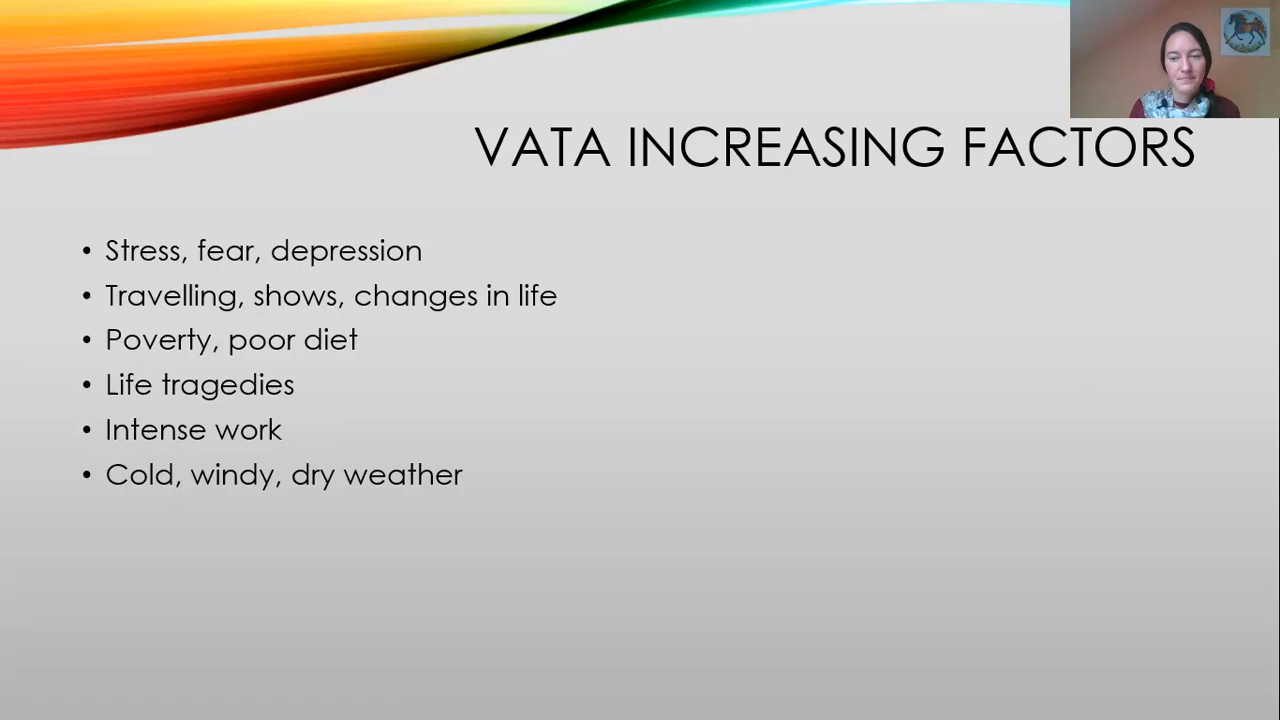 VATA INCREASING FACTORS
• Stress, fear, depression
• Travelling, shows, changes in life
• Poverty, poor diet
• Life tragedies
• Intense work
• Cold, windy, dry weather